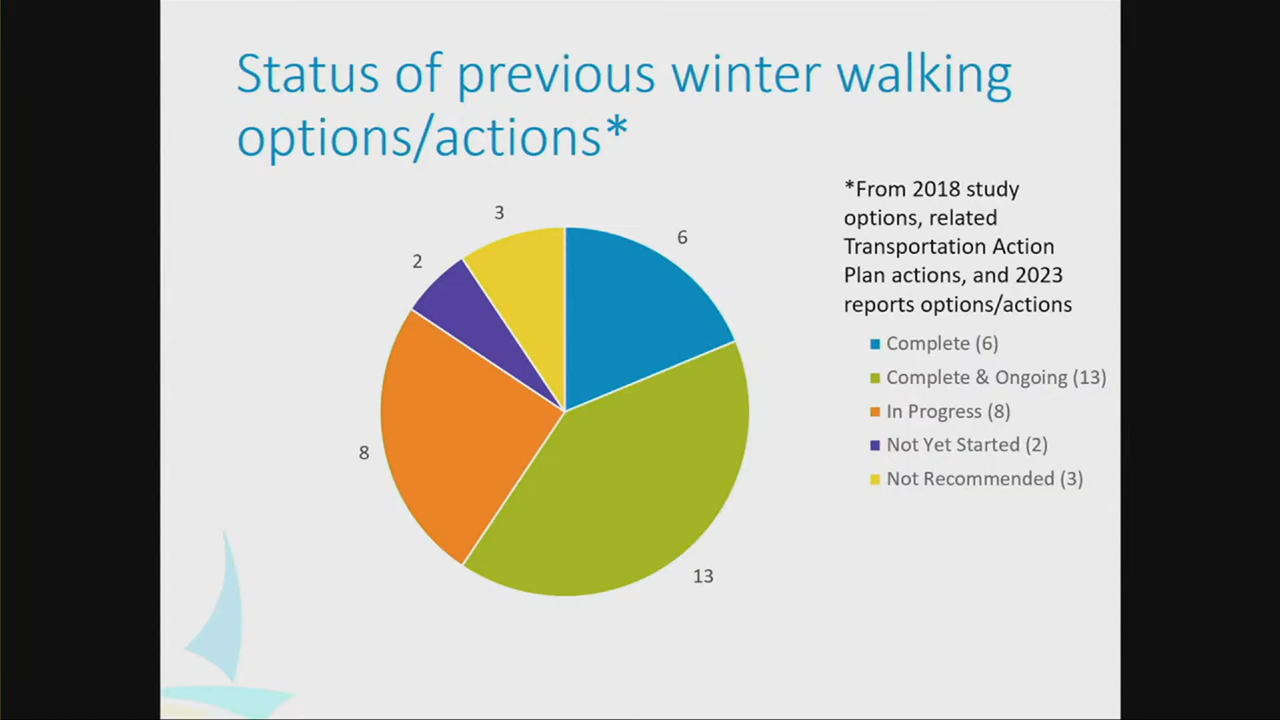 Status of previous winter walking
options/actions*
*From 2018 study
options, related
Transportation Action
Plan actions, and 2023
reports options/actions
3
6
2
8
13
Complete (6)
Complete & Ongoing (13)
In Progress (8)
Not Yet Started (2)
Not Recommended (3)